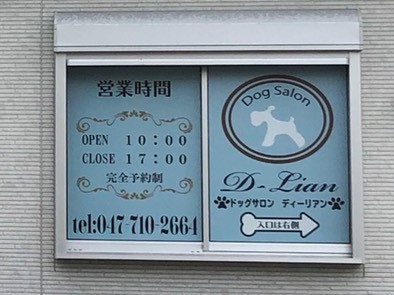 営業時間
OPEN 10:00
CLOSE 17:00
完全予約制
tel:047-710-2664
Dog Salon
D-Lian
ドッグサロン ディーリアン
入口は右側